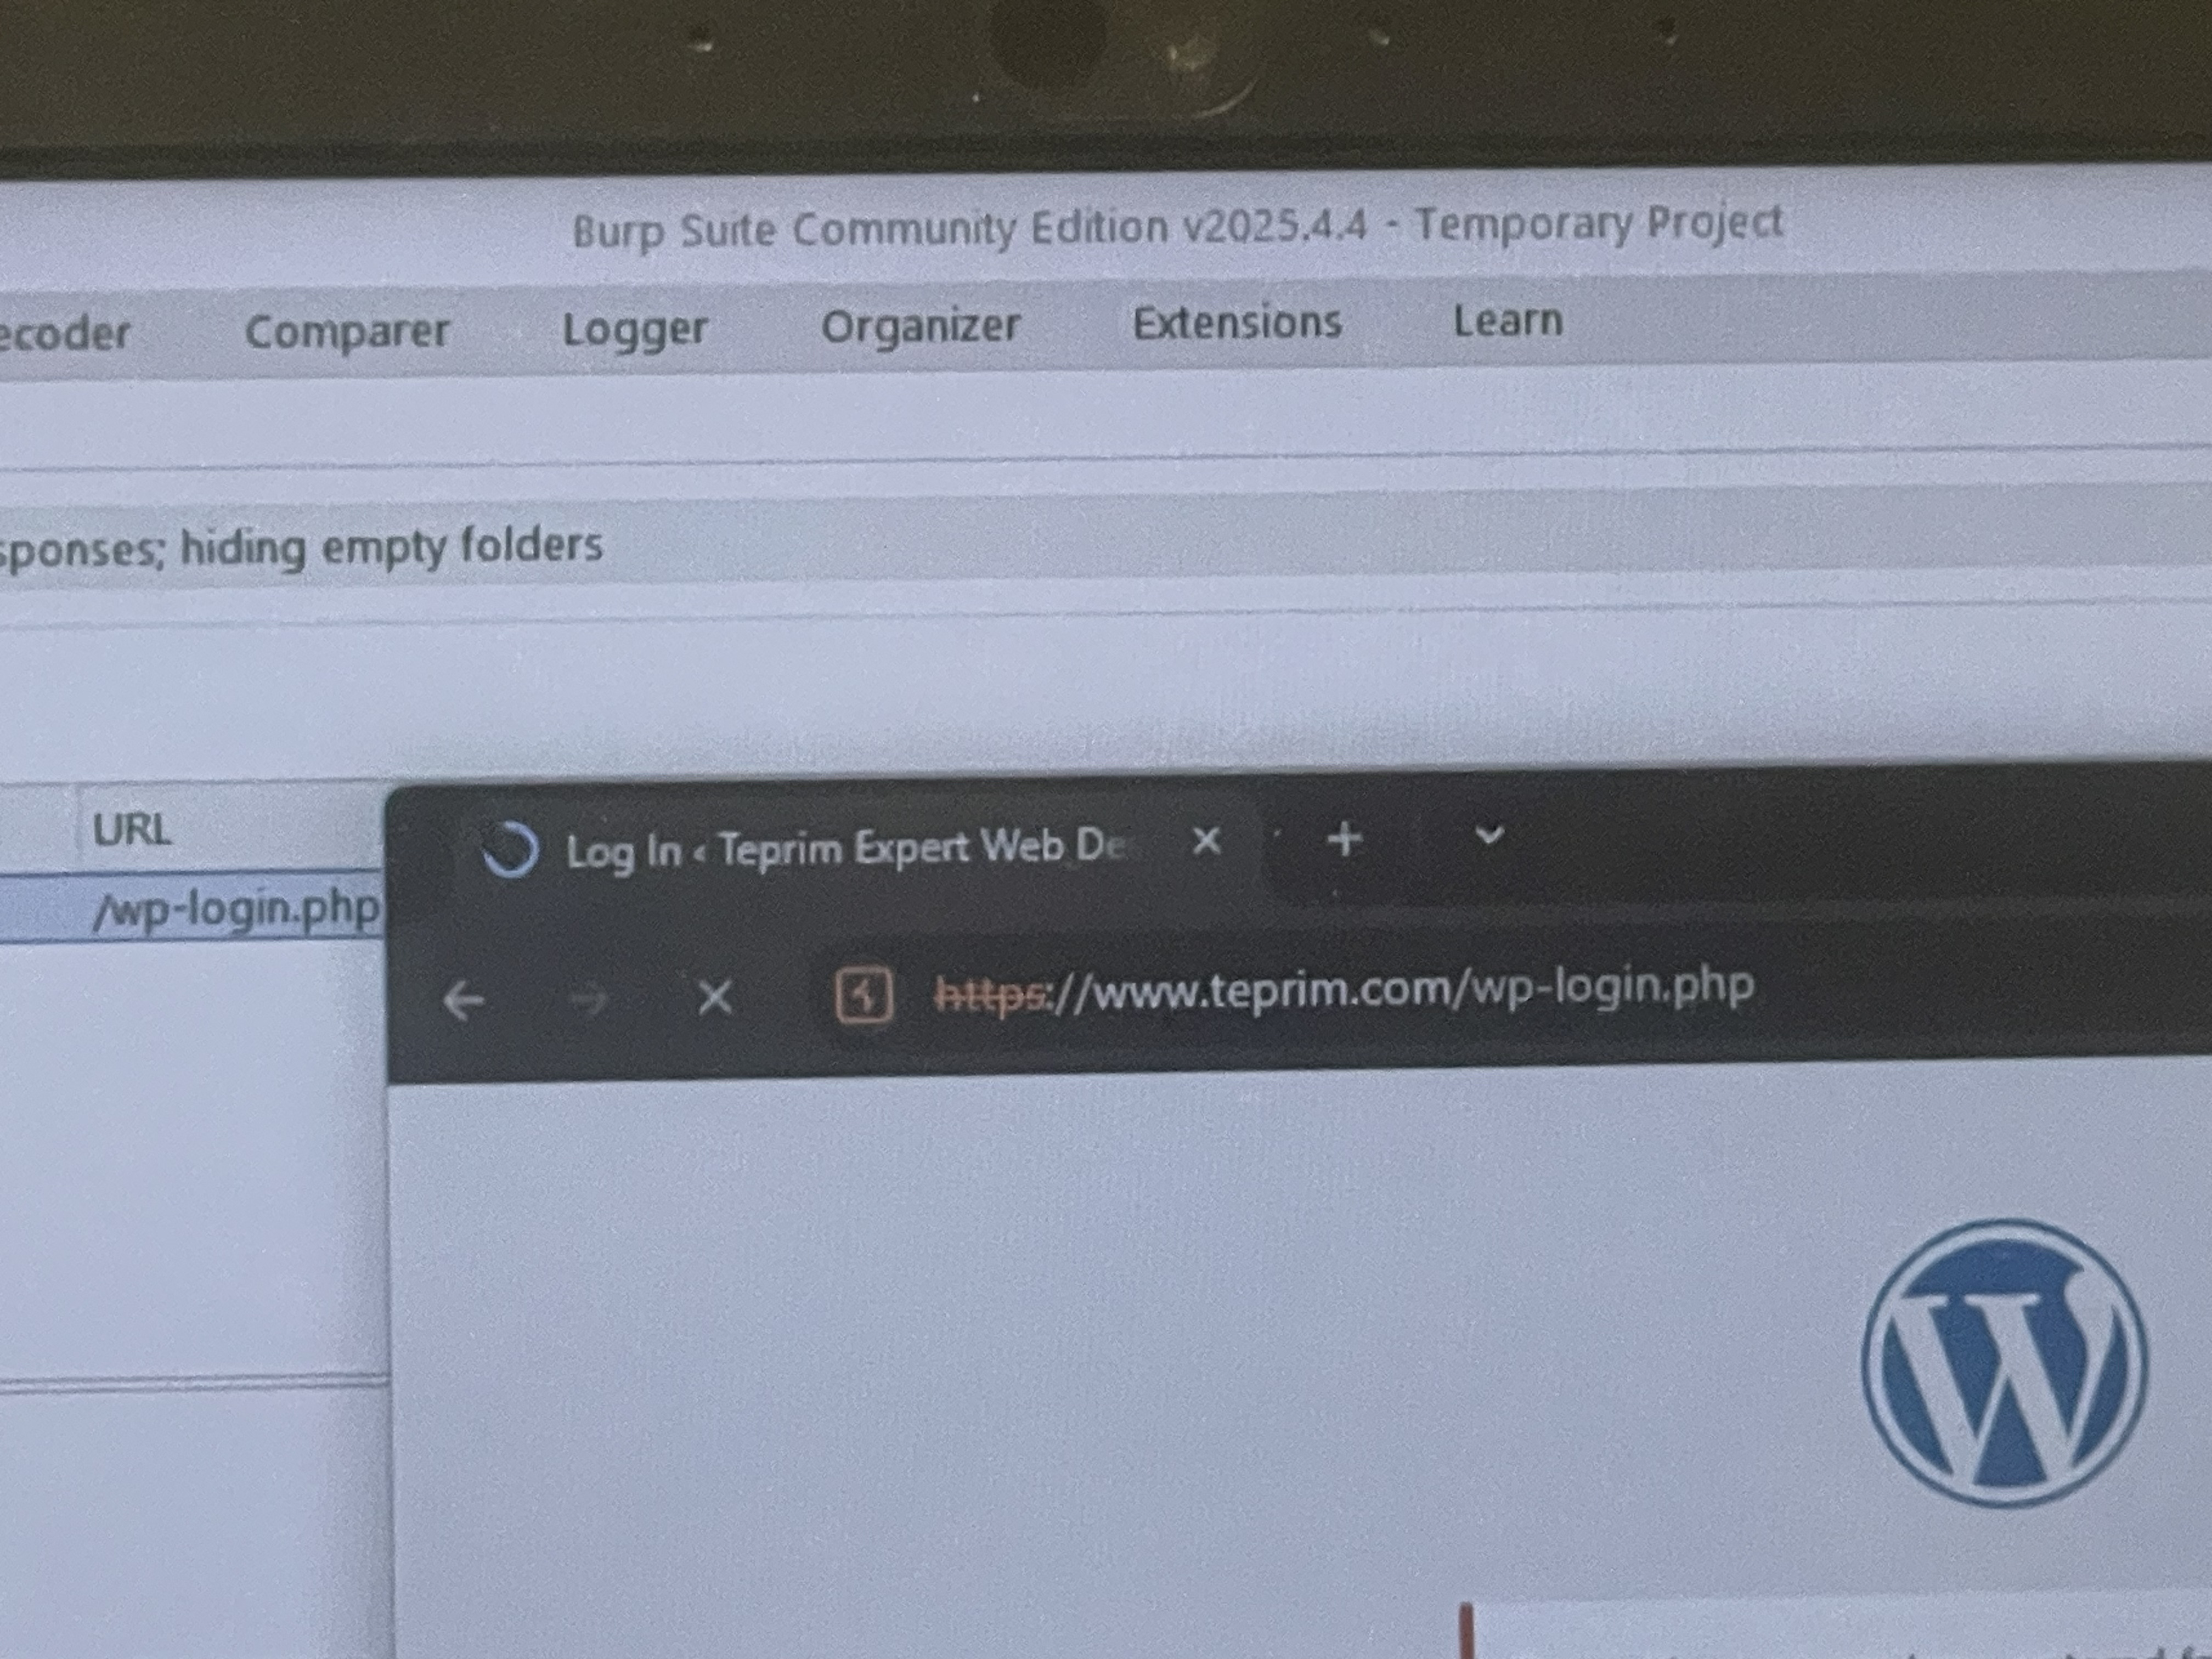 Burp Suite Community Edition v2025.4.4 - Temporary Project
ecoder Comparer Logger Organizer Extensions Learn
sponses; hiding empty folders
URL
Log In ‹ Teprim Expert Web De
/wp-login.php
https://www.teprim.com/wp-login.php
W